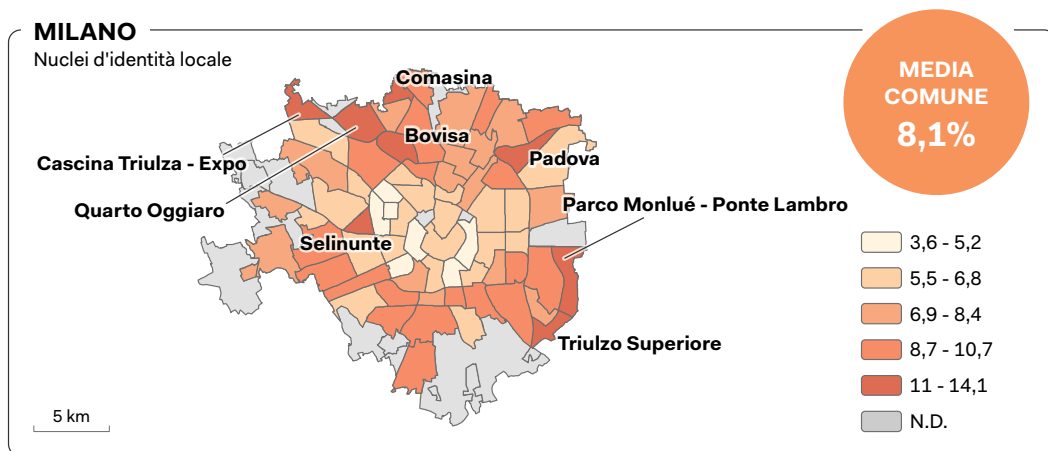 MILANO
Nuclei d'identità locale
MEDIA
COMUNE
8,1%
Comasina
Bovisa
Padova
Cascina Triulza - Expo
Quarto Oggiaro
Parco Monlué - Ponte Lambro
Selinunte
Triulzo Superiore
3,6 - 5,2
5,5 - 6,8
6,9 - 8,4
8,7 - 10,7
11 - 14,1
N.D.
5 km